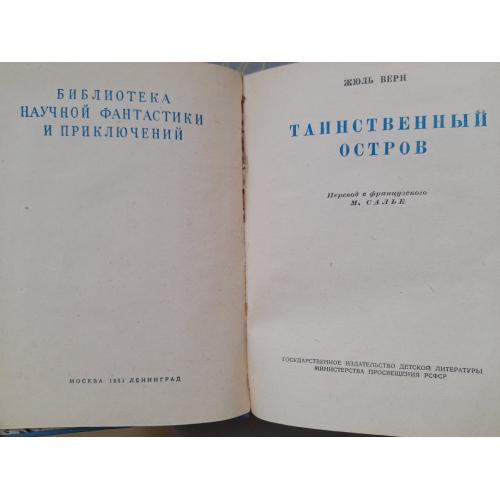 БИБЛИОТЕКА
НАУЧНОЙ ФАНТАСТИКИ
И ПРИКЛЮЧЕНИЙ
МОСКВА 1951 ЛЕНИНГРАД
ЖЮЛЬ ВЕРН
ТАИНСТВЕННЫЙ
ОСТРОВ
Перевод с французского
М. САЛЬЕ
ГОСУДАРСТВЕННОЕ ИЗДАТЕЛЬСТВО ДЕТСКОЙ ЛИТЕРАТУРЫ
МИНИСТЕРСТВА ПРОСВЕЩЕНИЯ РСФСР